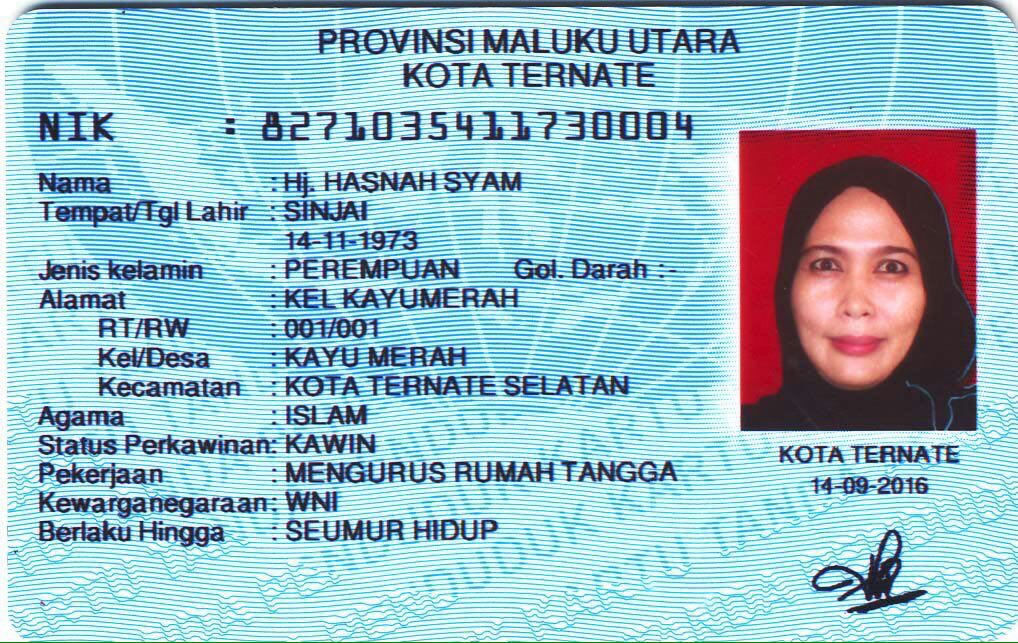 PROVINSI MALUKU UTARA
KOTA TERNATE
NIK : 8271035411730004
Nama : Hj. HASNAH SYAM
Tempat/Tgl Lahir : SINJAI
14-11-1973
Jenis kelamin : PEREMPUAN Gol. Darah :-
Alamat : KEL KAYUMERAH
RT/RW : 001/001
Kel/Desa : KAYU MERAH
Kecamatan : KOTA TERNATE SELATAN
Agama : ISLAM
Status Perkawinan: KAWIN
Pekerjaan : MENGURUS RUMAH TANGGA
Kewarganegaraan: WNI
Berlaku Hingga : SEUMUR HIDUP
KOTA TERNATE
14-09-2016